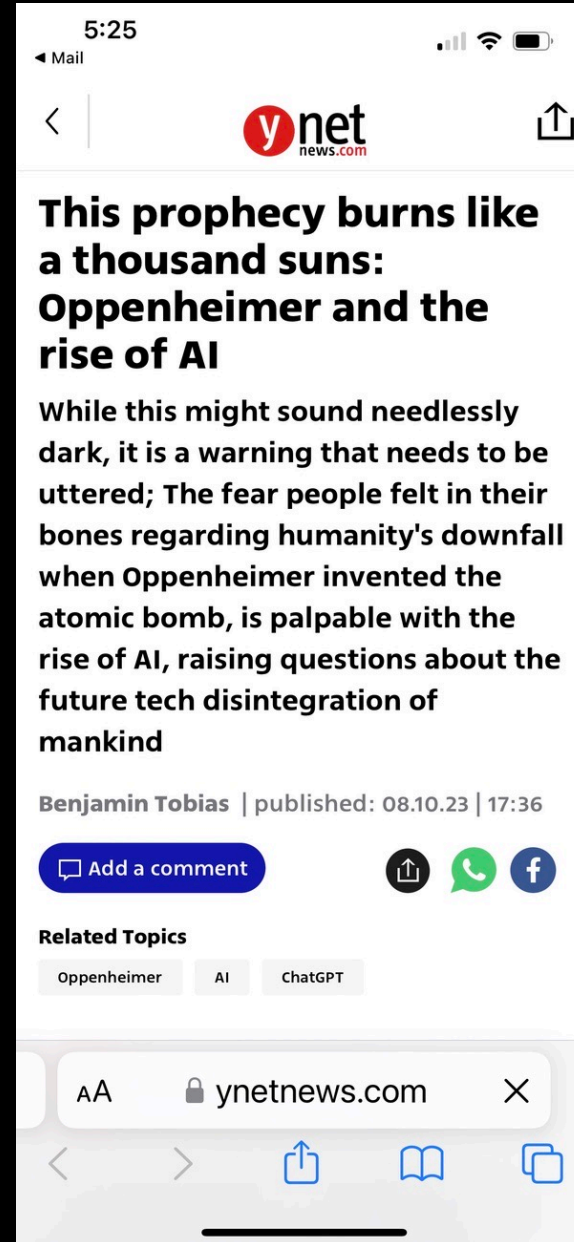 5:25
◀ Mail
ynet
news.com
This prophecy burns like
a thousand suns:
Oppenheimer and the
rise of AI
While this might sound needlessly
dark, it is a warning that needs to be
uttered; The fear people felt in their
bones regarding humanity's downfall
when Oppenheimer invented the
atomic bomb, is palpable with the
rise of AI, raising questions about the
future tech disintegration of
mankind
Benjamin Tobias | published: 08.10.23 | 17:36
Add a comment
Related Topics
Oppenheimer AI ChatGPT
AA ynetnews.com